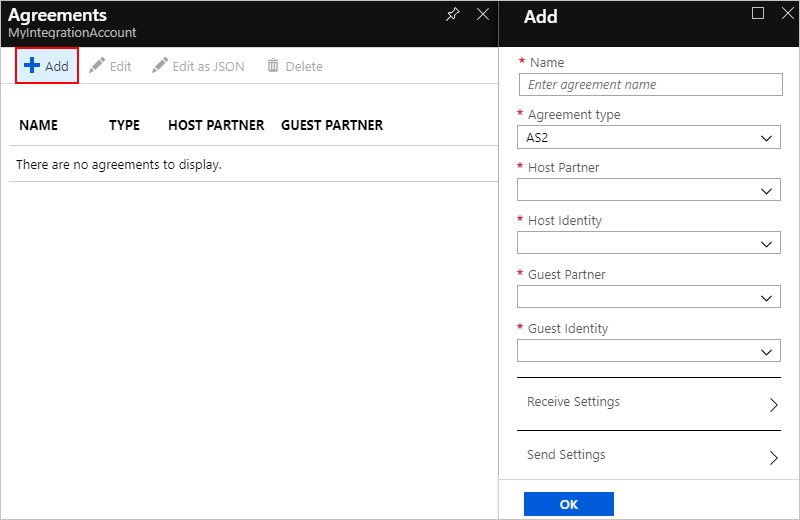 Agreements
MyIntegrationAccount
Add Edit Edit as JSON Delete
NAME TYPE HOST PARTNER GUEST PARTNER
There are no agreements to display.
Add
* Name
Enter agreement name
* Agreement type
AS2
* Host Partner
* Host Identity
* Guest Partner
* Guest Identity
Receive Settings
Send Settings
OK